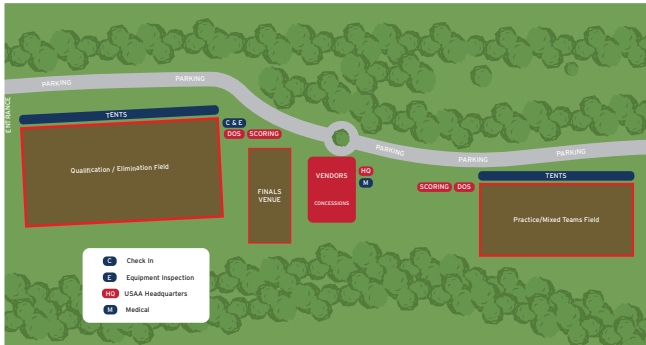 PARKING
PARKING
ENTRANCE
TENTS
C & E
DOS
SCORING
Qualification / Elimination Field
FINALS
VENUE
VENDORS
CONCESSIONS
HQ
M
PARKING
PARKING
PARKING
SCORING
DOS
TENTS
Practice/Mixed Teams Field
C Check In
E Equipment Inspection
HQ USAA Headquarters
M Medical